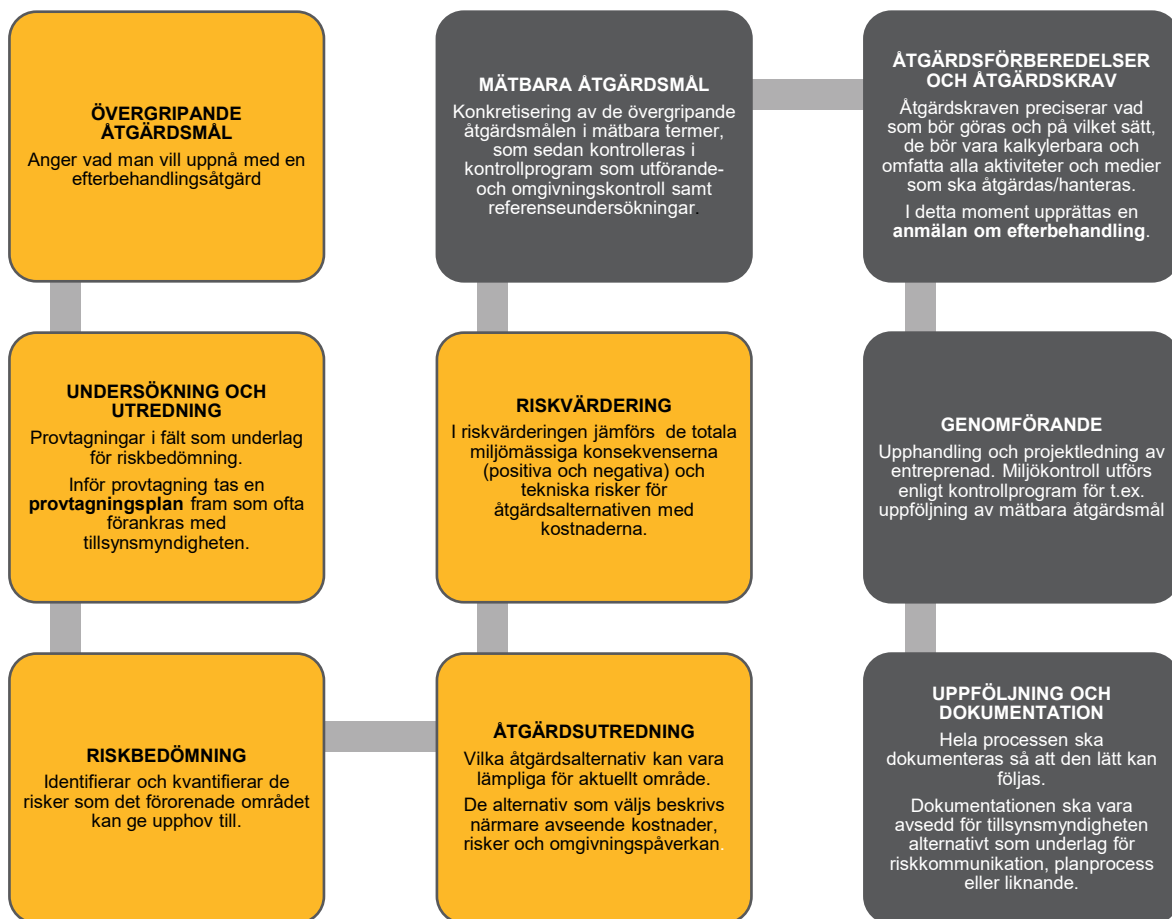 ÖVERGRIPANDE
ÅTGÄRDSMÅL
Anger vad man vill uppnå med en
efterbehandlingsåtgärd
UNDERSÖKNING OCH
UTREDNING
Provtagningar i fält som underlag
för riskbedömning.
Inför provtagning tas en
provtagningsplan fram som ofta
förankras med
tillsynsmyndigheten.
RISKBEDÖMNING
Identifierar och kvantifierar de
risker som det förorenade området
kan ge upphov till.
ÅTGÄRDSUTREDNING
Vilka åtgärdsalternativ kan vara
lämpliga för aktuellt område.
De alternativ som väljs beskrivs
närmare avseende kostnader,
risker och omgivningspåverkan.
RISKVÄRDERING
I riskvärderingen jämförs de totala
miljömässiga konsekvenserna
(positiva och negativa) och
tekniska risker för
åtgärdsalternativen med
kostnaderna.
MÄTBARA ÅTGÄRDSMÅL
Konkretisering av de övergripande
åtgärdsmålen i mätbara termer,
som sedan kontrolleras i
kontrollprogram som utförande-
och omgivningskontroll samt
referenseundersökningar.
ÅTGÄRDSFÖRBEREDELSER
OCH ÅTGÄRDSKRAV
Åtgärdskraven preciserar vad
som bör göras och på vilket sätt,
de bör vara kalkylerbara och
omfatta alla aktiviteter och medier
som ska åtgärdas/hanteras.
I detta moment upprättas en
anmälan om efterbehandling.
GENOMFÖRANDE
Upphandling och projektledning av
entreprenad. Miljökontroll utförs
enligt kontrollprogram för t.ex.
uppföljning av mätbara åtgärdsmål
UPPFÖLJNING OCH
DOKUMENTATION
Hela processen ska
dokumenteras så att den lätt kan
följas.
Dokumentationen ska vara
avsedd för tillsynsmyndigheten
alternativt som underlag för
riskkommunikation, planprocess
eller liknande.